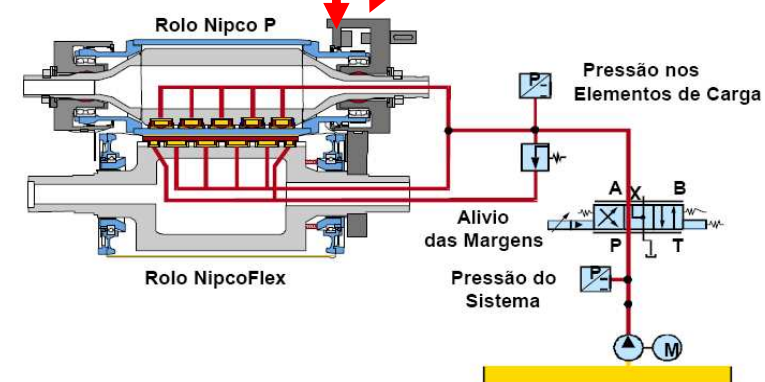 Rolo Nipco P
P
Pressão nos
Elementos de Carga
A X B
Alivio
das Margens
P T
Rolo NipcoFlex
Pressão do
Sistema
P
M